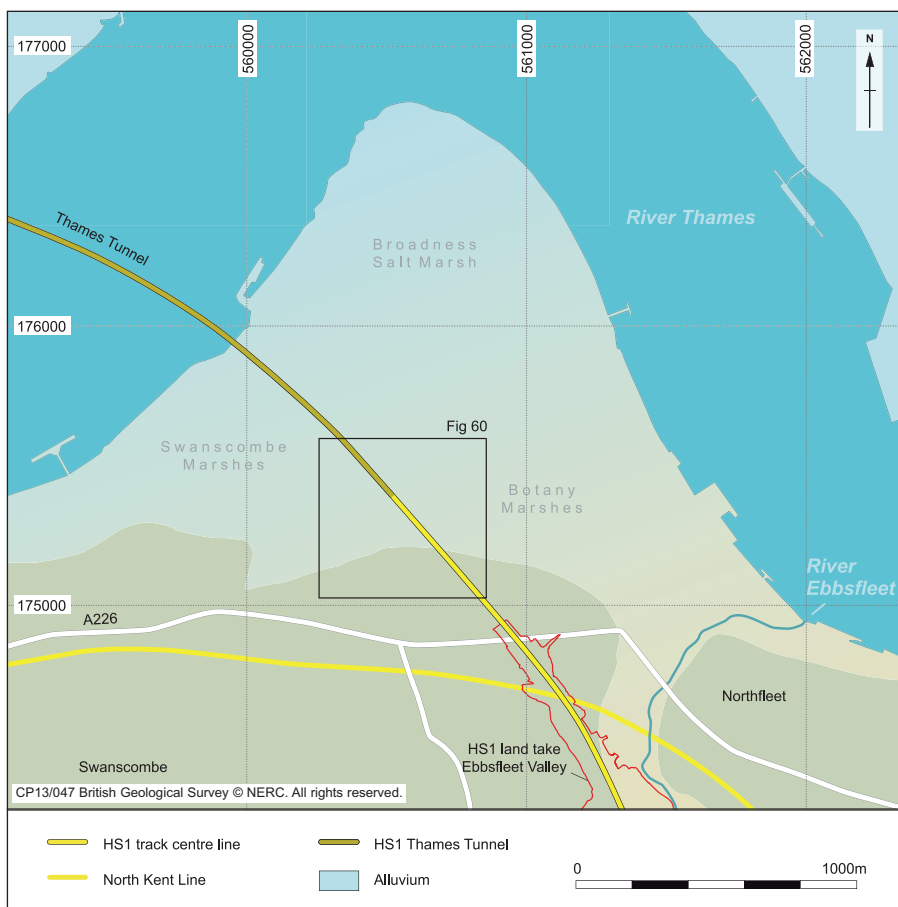 177000
560000
561000
562000
N
Thames Tunnel
River Thames
Broadness
Salt Marsh
176000
Fig 60
Swanscombe
Marshes
Botany
Marshes
River
Ebbsfleet
175000
A226
Northfleet
HS1 land take
Ebbsfleet Valley
Swanscombe
CP13/047 British Geological Survey © NERC. All rights reserved.
HS1 track centre line
HS1 Thames Tunnel
0
1000m
North Kent Line
Alluvium